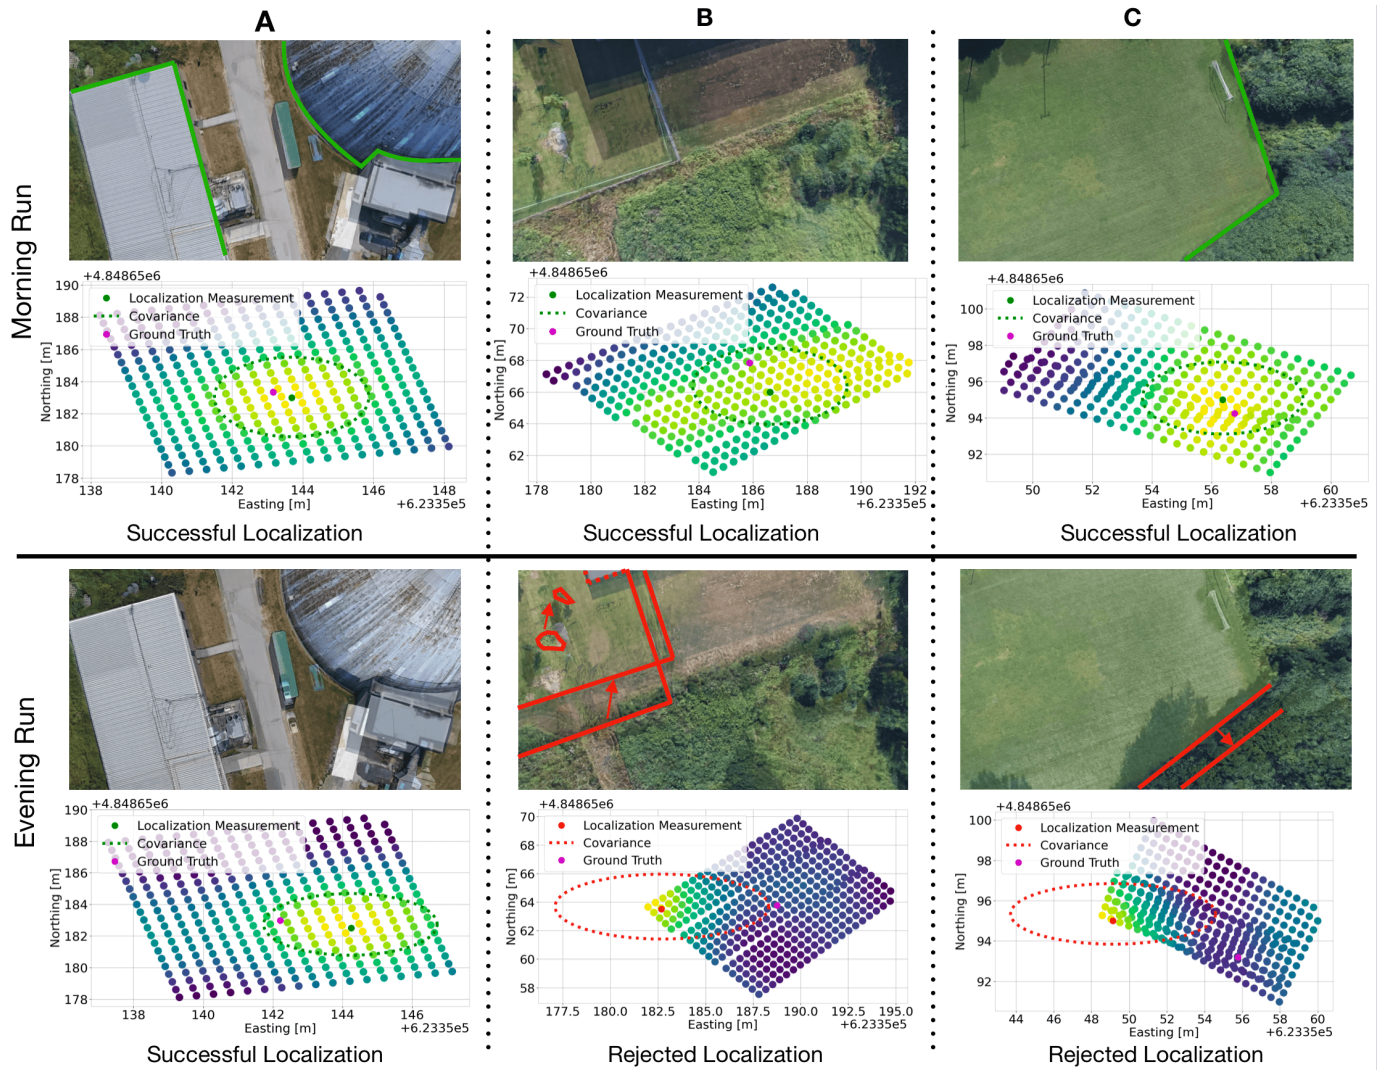 A
B
C
Morning Run
+4.84865e6
Localization Measurement
Covariance
Ground Truth
Northing [m]
190
188
186
184
182
180
178
138
140
142
144
146
148
Easting [m]
+6.2335e5
Successful Localization
+4.84865e6
Localization Measurement
Covariance
Ground Truth
Northing [m]
72
70
68
66
64
62
178
180
182
184
186
188
190
192
Easting [m]
+6.2335e5
Successful Localization
+4.84865e6
Localization Measurement
Covariance
Ground Truth
Northing [m]
100
98
96
94
92
50
52
54
56
58
60
Easting [m]
+6.2335e5
Successful Localization
Evening Run
+4.84865e6
Localization Measurement
Covariance
Ground Truth
Northing [m]
190
188
186
184
182
180
178
138
140
142
144
146
Easting [m]
+6.2335e5
Successful Localization
+4.84865e6
Localization Measurement
Covariance
Ground Truth
Northing [m]
70
68
66
64
62
60
58
177.5
180.0
182.5
185.0
187.5
190.0
192.5
195.0
Easting [m]
+6.2335e5
Rejected Localization
+4.84865e6
Localization Measurement
Covariance
Ground Truth
Northing [m]
100
98
96
94
92
44
46
48
50
52
54
56
58
60
Easting [m]
+6.2335e5
Rejected Localization